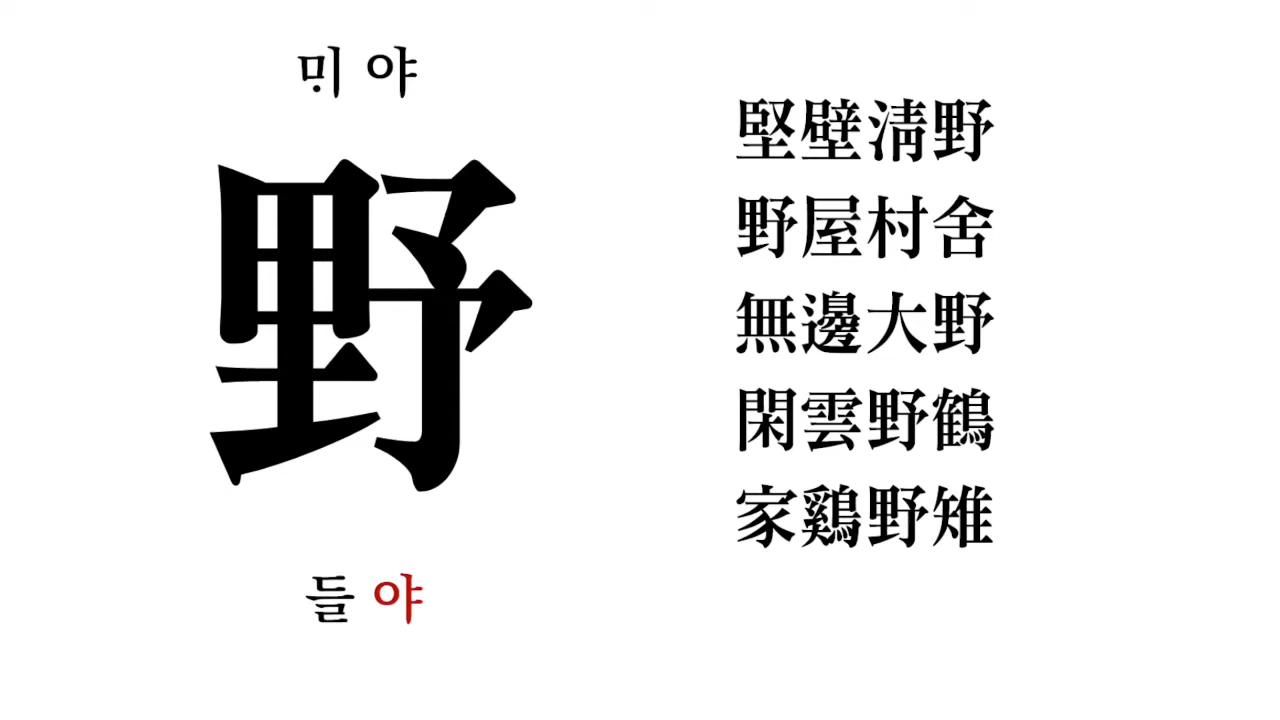 ᄆᆡ 야
野
들 야
堅壁淸野
野屋村舍
無邊大野
閑雲野鶴
家鷄野雉